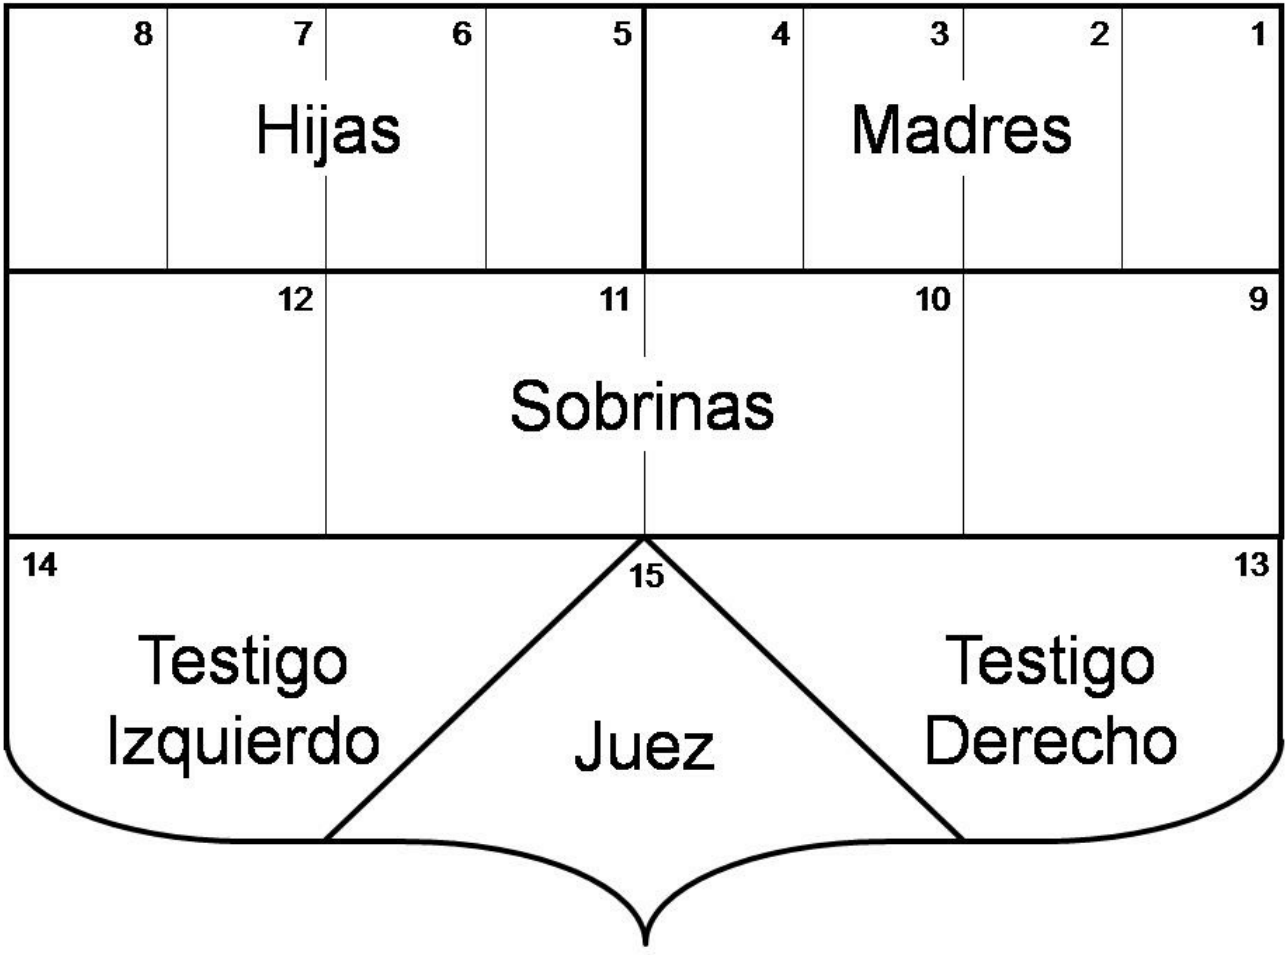 8 7 6 5 4 3 2 1
Hijas Madres
12 11 10 9
Sobrinas
14 15 13
Testigo Izquierdo
Juez
Testigo Derecho